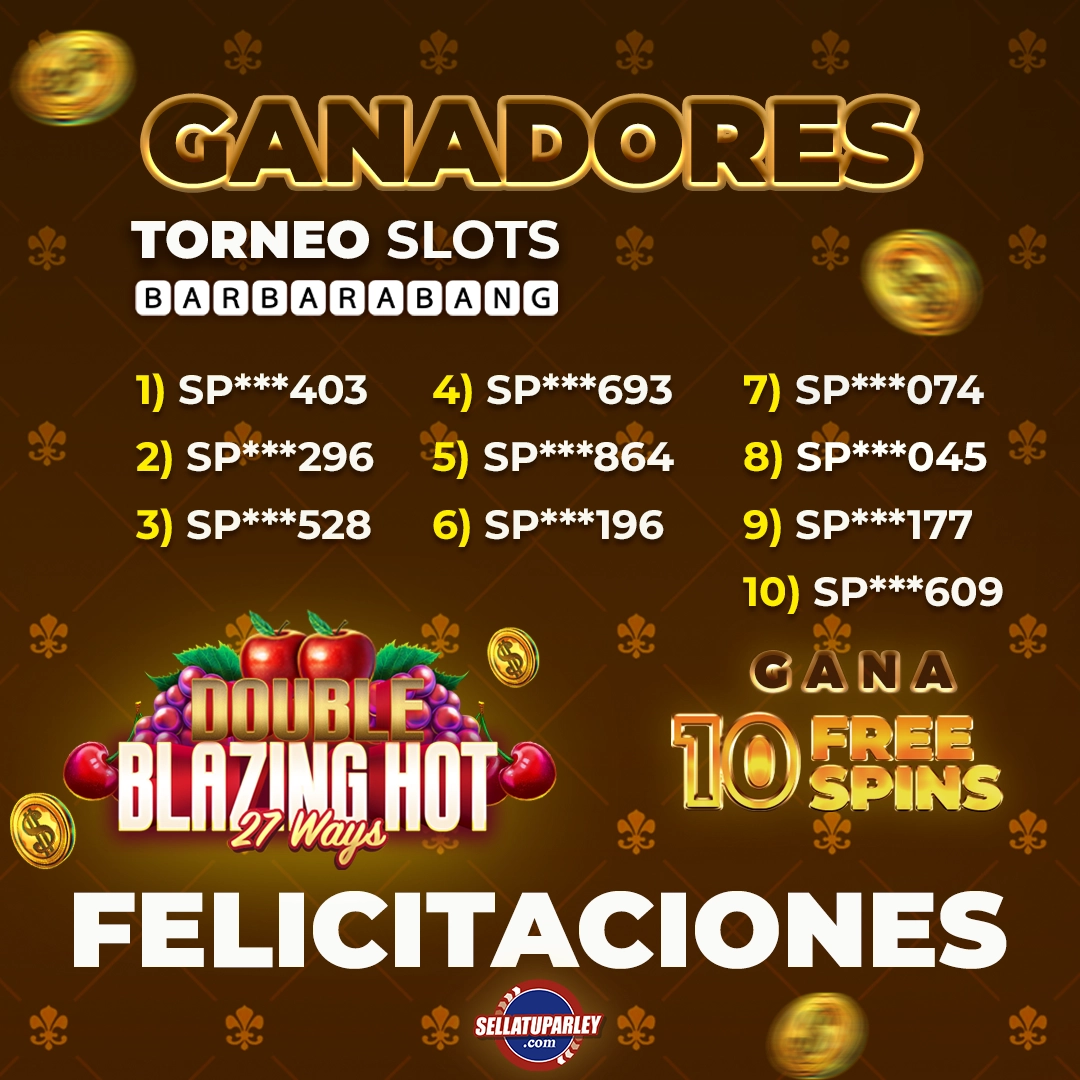 GANADORES
TORNEO SLOTS
BARBARABANG
1) SP***403
2) SP***296
3) SP***528
4) SP***693
5) SP***864
6) SP***196
7) SP***074
8) SP***045
9) SP***177
10) SP***609
DOUBLE
BLAZING HOT
27 Ways
GANA
10 FREE
SPINS
FELICITACIONES
SELLATUPARLEY
.com